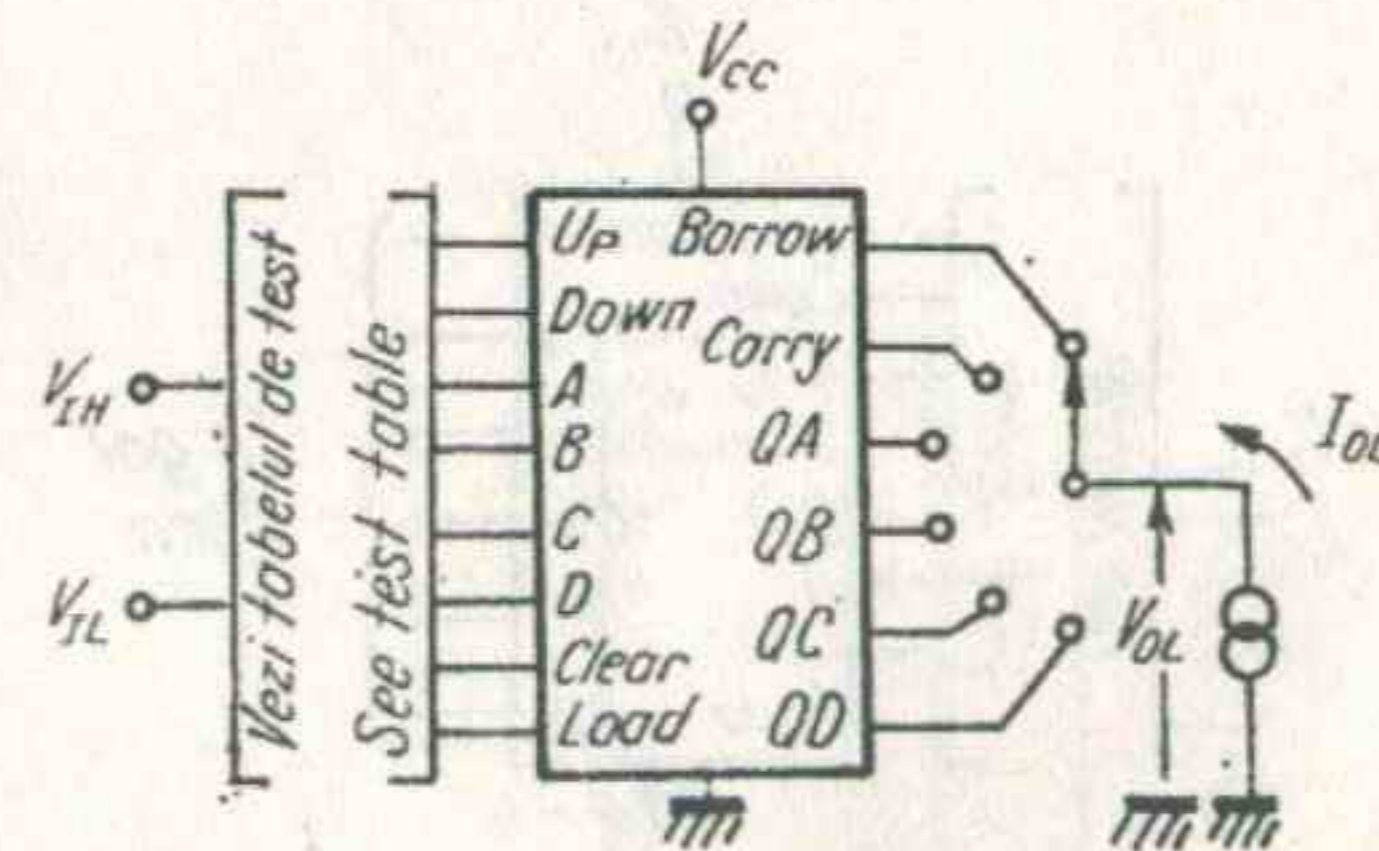 VCC
VIH
VIL
Vezi tabelul de test
See test table
Up
Down
A
B
C
D
Clear
Load
Borrow
Carry
QA
QB
QC
QD
VOL
IOL